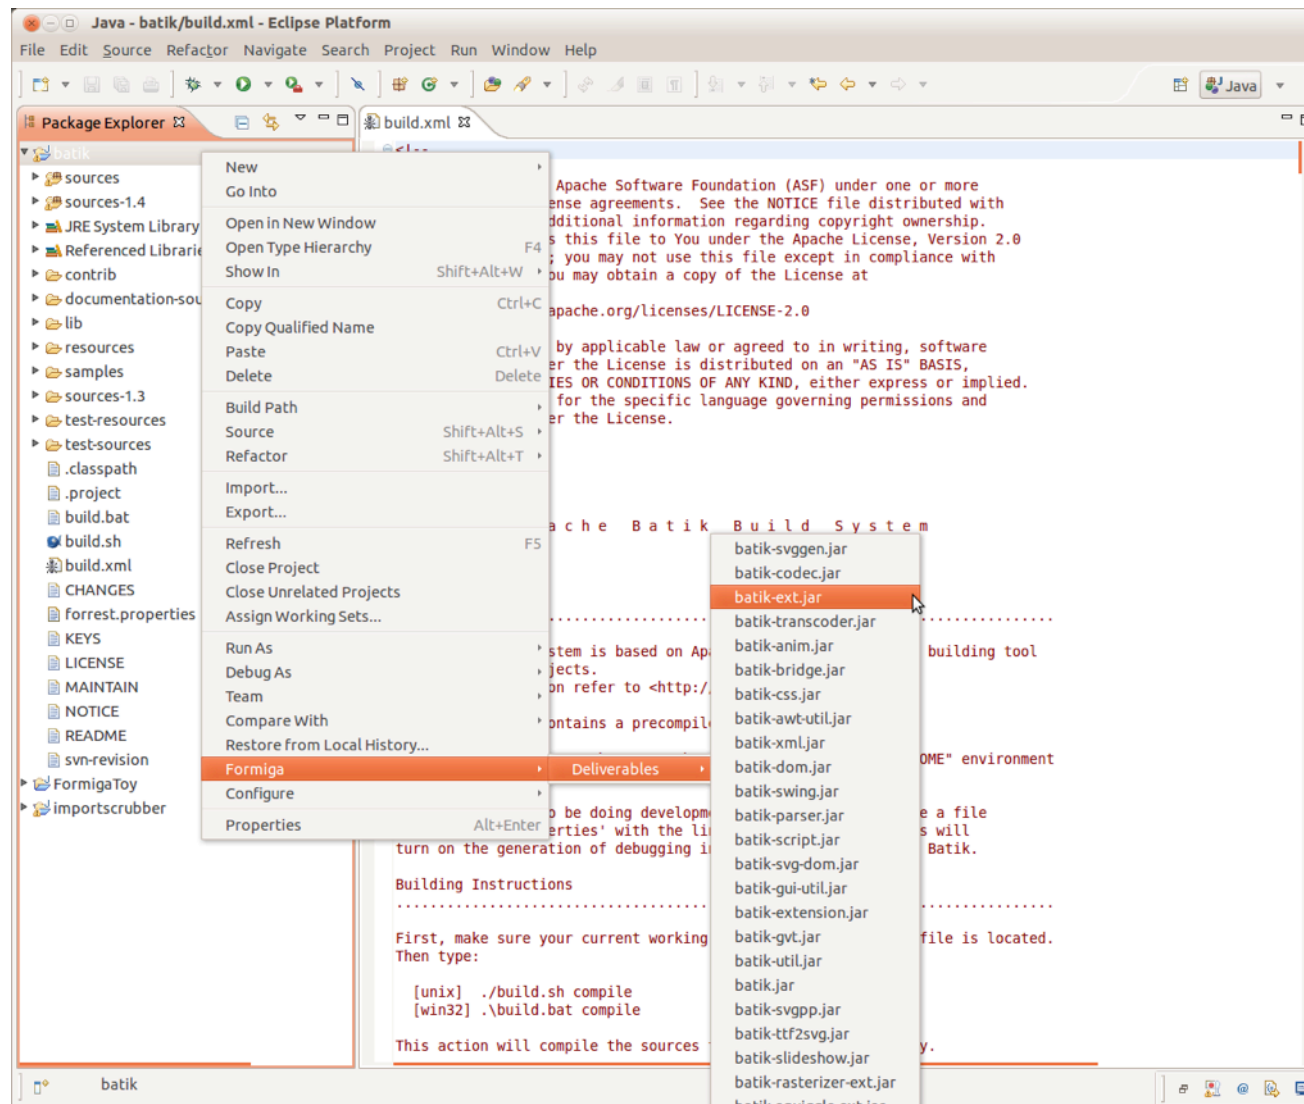 Java - batik/build.xml - Eclipse Platform
File Edit Source Refactor Navigate Search Project Run Window Help
Java
Package Explorer
build.xml
batik
sources
sources-1.4
JRE System Library
Referenced Librarie
contrib
documentation-sou
lib
resources
samples
sources-1.3
test-resources
test-sources
.classpath
.project
build.bat
build.sh
build.xml
CHANGES
forrest.properties
KEYS
LICENSE
MAINTAIN
NOTICE
README
svn-revision
FormigaToy
importscrubber
New
Go Into
Open in New Window
Open Type Hierarchy F4
Show In Shift+Alt+W
Copy Ctrl+C
Copy Qualified Name
Paste Ctrl+V
Delete Delete
Build Path
Source Shift+Alt+S
Refactor Shift+Alt+T
Import...
Export...
Refresh F5
Close Project
Close Unrelated Projects
Assign Working Sets...
Run As
Debug As
Team
Compare With
Restore from Local History...
Formiga
Configure
Properties Alt+Enter
Deliverables
batik-svggen.jar
batik-codec.jar
batik-ext.jar
batik-transcoder.jar
batik-anim.jar
batik-bridge.jar
batik-css.jar
batik-awt-util.jar
batik-xml.jar
batik-dom.jar
batik-swing.jar
batik-parser.jar
batik-script.jar
batik-svg-dom.jar
batik-gui-util.jar
batik-extension.jar
batik-gvt.jar
batik-util.jar
batik.jar
batik-svgpp.jar
batik-ttf2svg.jar
batik-slideshow.jar
batik-rasterizer-ext.jar
<!--
Apache Software Foundation (ASF) under one or more
ense agreements. See the NOTICE file distributed with
dditional information regarding copyright ownership.
s this file to You under the Apache License, Version 2.0
; you may not use this file except in compliance with
ou may obtain a copy of the License at
apache.org/licenses/LICENSE-2.0
by applicable law or agreed to in writing, software
er the License is distributed on an "AS IS" BASIS,
IES OR CONDITIONS OF ANY KIND, either express or implied.
for the specific language governing permissions and
er the License.
a c h e B a t i k B u i l d S y s t e m
stem is based on Ap building tool
jects.
on refer to <http:/
ontains a precompil
OME" environment
o be doing developm e a file
erties' with the li s will
turn on the generation of debugging i Batik.
Building Instructions
First, make sure your current working file is located.
Then type:
[unix] ./build.sh compile
[win32] .\build.bat compile
This action will compile the sources y.
batik